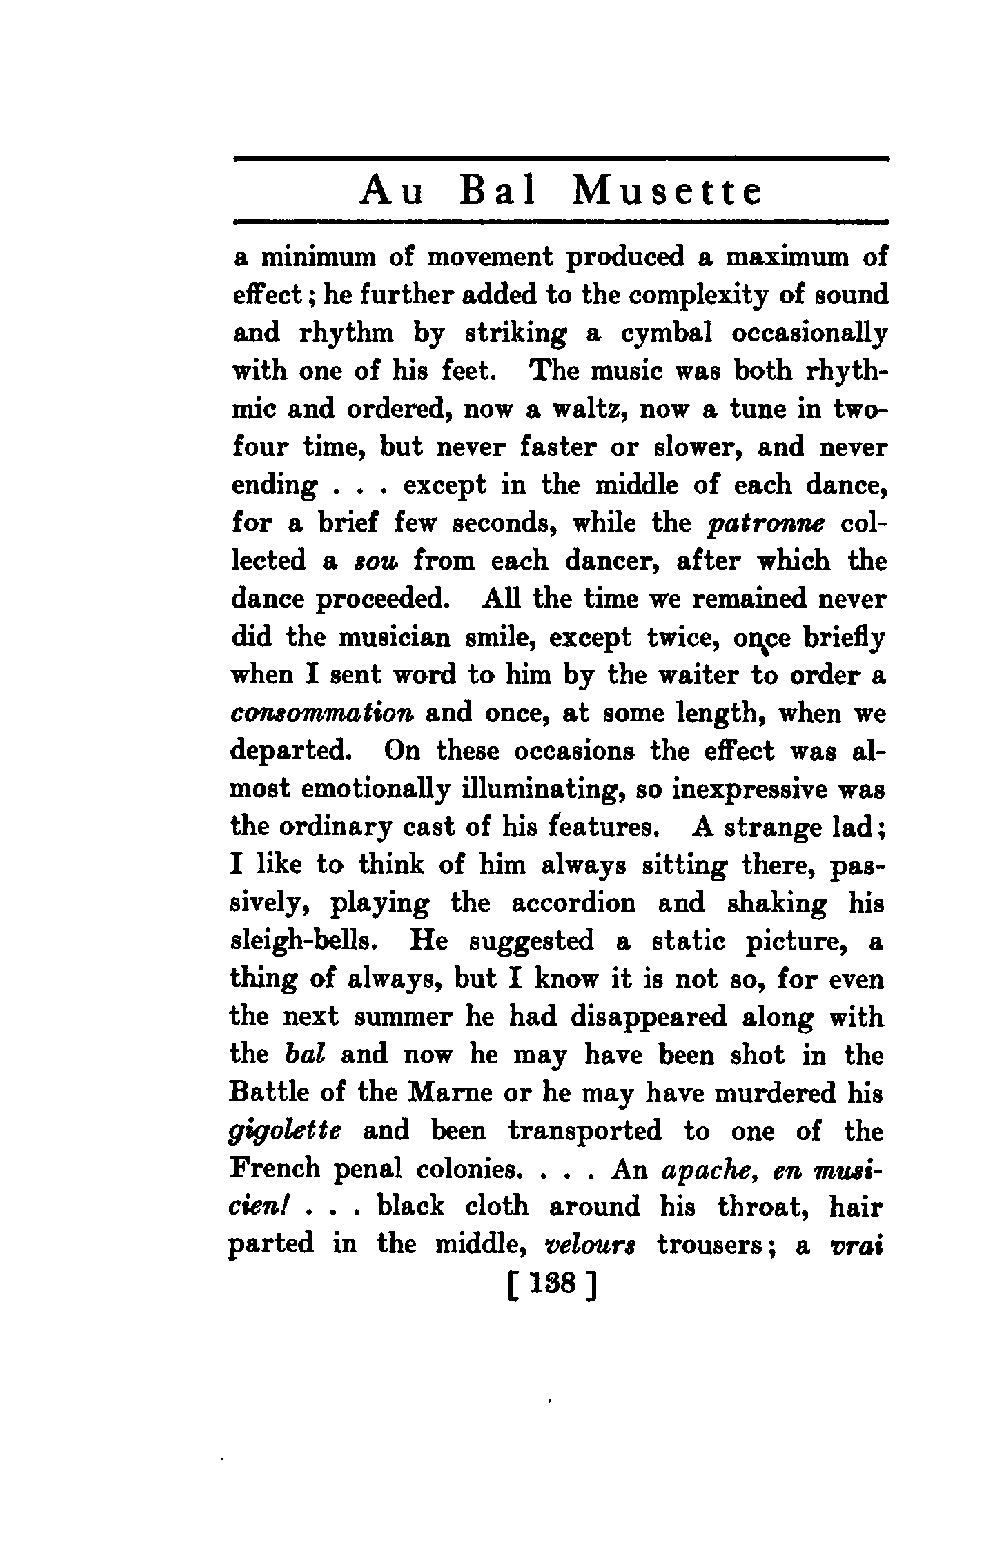 Au Bal Musette
a minimum of movement produced a maximum of
effect; he further added to the complexity of sound
and rhythm by striking a cymbal occasionally
with one of his feet. The music was both rhyth-
mic and ordered, now a waltz, now a tune in two-
four time, but never faster or slower, and never
ending . . . except in the middle of each dance,
for a brief few seconds, while the patronne col-
lected a sou from each dancer, after which the
dance proceeded. All the time we remained never
did the musician smile, except twice, once briefly
when I sent word to him by the waiter to order a
consommation and once, at some length, when we
departed. On these occasions the effect was al-
most emotionally illuminating, so inexpressive was
the ordinary cast of his features. A strange lad;
I like to think of him always sitting there, pas-
sively, playing the accordion and shaking his
sleigh-bells. He suggested a static picture, a
thing of always, but I know it is not so, for even
the next summer he had disappeared along with
the bal and now he may have been shot in the
Battle of the Marne or he may have murdered his
gigolette and been transported to one of the
French penal colonies. . . . An apache, en musi-
cien! . . . black cloth around his throat, hair
parted in the middle, velours trousers; a vrai
[ 138 ]